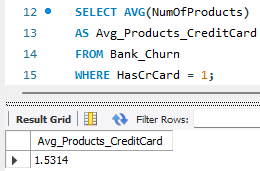 12 SELECT AVG(NumOfProducts)
13 AS Avg_Products_CreditCard
14 FROM Bank_Churn
15 WHERE HasCrCard = 1;
Result Grid Filter Rows:
Avg_Products_CreditCard
1.5314